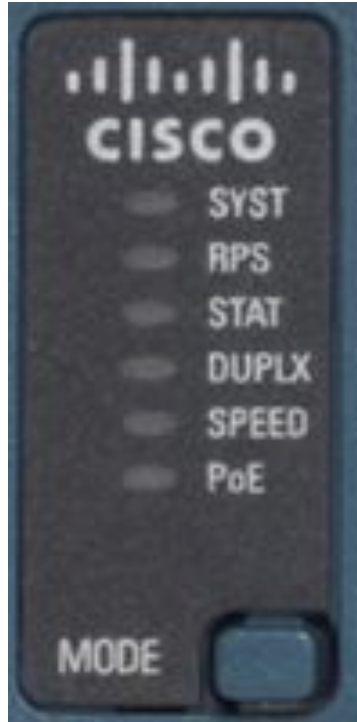 CISCO
SYST
RPS
STAT
DUPLX
SPEED
PoE
MODE